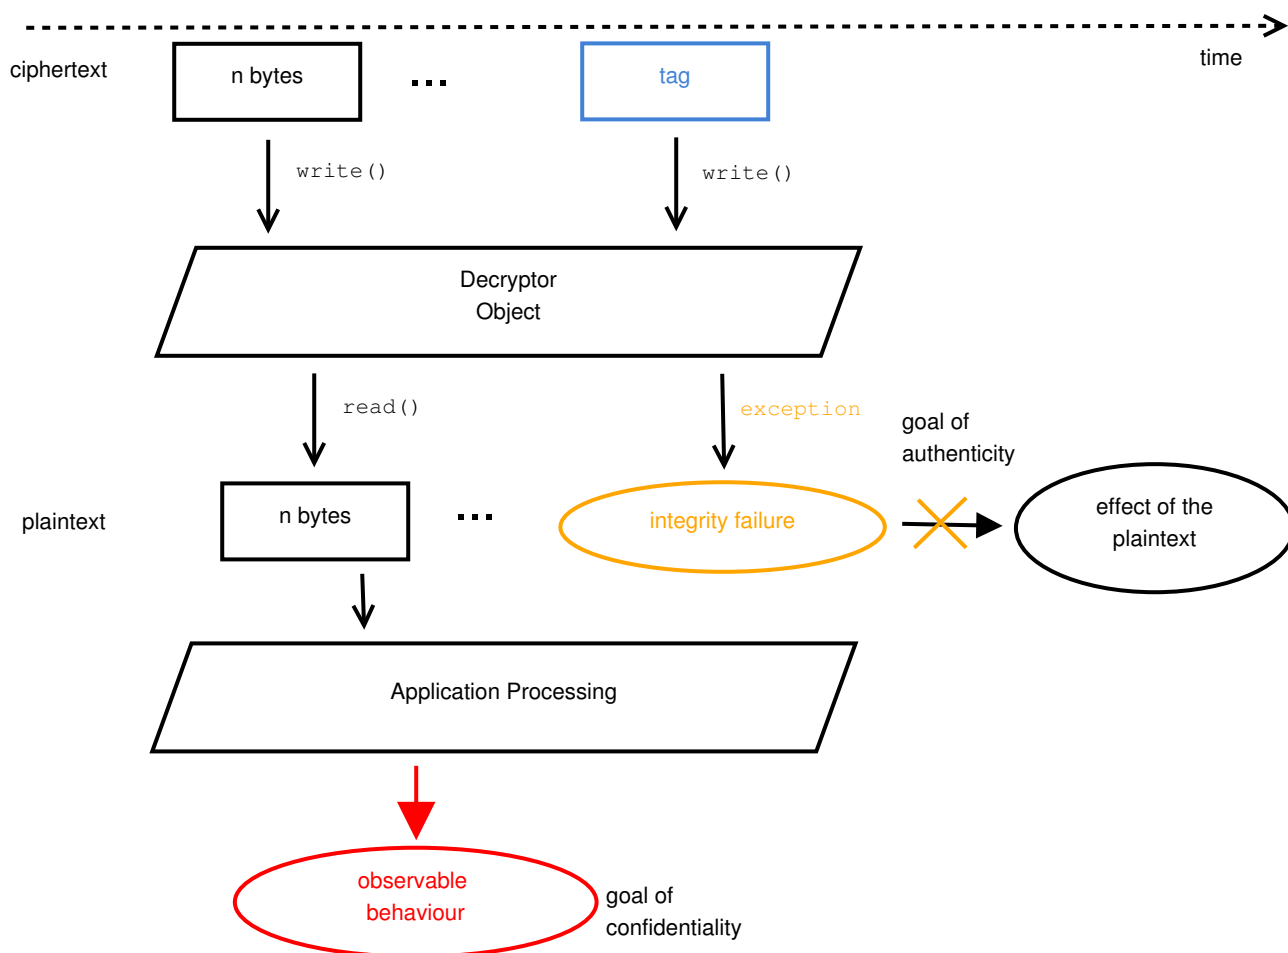 time
ciphertext
n bytes
...
tag
write()
write()
Decryptor
Object
read()
exception
goal of
authenticity
plaintext
n bytes
...
integrity failure
effect of the
plaintext
Application Processing
observable
behaviour
goal of
confidentiality